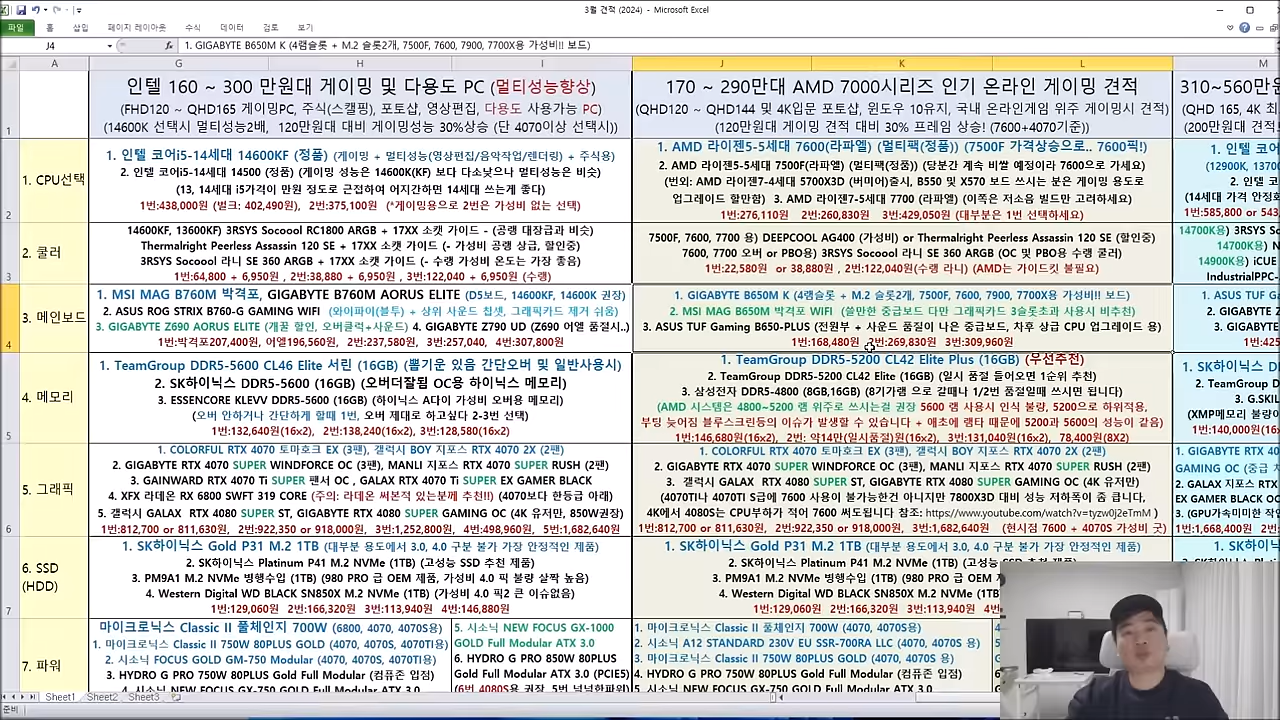 3월 견적 (2024) - Microsoft Excel
파일 홈 삽입 페이지 레이아웃 수식 데이터 검토 보기
J4 fx 1. GIGABYTE B650M K (4램슬롯 + M.2 슬롯2개, 7500F, 7600, 7900, 7700X용 가성비!! 보드)
A G H I J K L M
1
인텔 160 ~ 300 만원대 게이밍 및 다용도 PC (멀티성능향상)
(FHD120 ~ QHD165 게이밍PC, 주식(스캘핑), 포토샵, 영상편집, 다용도 사용가능 PC)
(14600K 선택시 멀티성능2배, 120만원대 대비 게이밍성능 30%상승 (단 4070이상 선택시))
170 ~ 290만대 AMD 7000시리즈 인기 온라인 게이밍 견적
(QHD120 ~ QHD144 및 4K입문 포토샵, 윈도우 10유지, 국내 온라인게임 위주 게이밍시 견적)
(120만원대 게이밍 견적 대비 30% 프레임 상승! (7600+4070기준))
310~560만원
(QHD 165, 4K 최
(200만원대 견적
2
1. CPU선택
1. 인텔 코어i5-14세대 14600KF (정품) (게이밍 + 멀티성능(영상편집/음악작업/렌더링) + 주식용)
2. 인텔 코어i5-14세대 14500 (정품) (게이밍 성능은 14600K(KF) 보다 다소낮으나 멀티성능은 비슷)
(13, 14세대 i5가격이 만원 정도로 근접하여 어지간하면 14세대 쓰는게 좋다)
1번:438,000원 (벌크: 402,490원), 2번:375,100원 (*게이밍용으로 2번은 가성비 없는 선택)
1. AMD 라이젠5-5세대 7600(라파엘) (멀티팩(정품)) (7500F 가격상승으로.. 7600픽!)
2. AMD 라이젠5-5세대 7500F(라파엘) (멀티팩(정품)) (당분간 계속 비쌀 예정이라 7600으로 가세요)
(번외: AMD 라이젠7-4세대 5700X3D (버미어)출시, B550 및 X570 보드 쓰시는 분은 게이밍 용도로
업그레이드 할만함) 3. AMD 라이젠7-5세대 7700 (라파엘) (이쪽은 저소음 빌드만 고려하세요)
1번:276,110원 2번:260,830원 3번:429,050원 (대부분은 1번 선택하세요)
1. 인텔 코어
(12900K, 1370
2. 인텔 코
(14세대 가격 안정화
1번:585,800 or 543
3
2. 쿨러
14600KF, 13600KF) 3RSYS Socoool RC1800 ARGB + 17XX 소켓 가이드 - (공랭 대장급과 비슷)
Thermalright Peerless Assassin 120 SE + 17XX 소켓 가이드 (- 가성비 공랭 상급, 할인중)
3RSYS Socoool 라니 SE 360 ARGB + 17XX 소켓 가이드 (- 가성비 온도는 가장 좋음)
1번:64,800 + 6,950원 , 2번:38,880 + 6,950원 , 3번:122,040 + 6,950원 (수랭)
7500F, 7600, 7700 용) DEEPCOOL AG400 (가성비) or Thermalright Peerless Assassin 120 SE (할인중)
7600, 7700 오버 or PBO용) 3RSYS Socoool 라니 SE 360 ARGB (OC 및 PBO용 수랭 쿨러)
1번:22,580원 or 38,880원 , 2번:122,040원(수랭 라니) (AMD는 가이드킷 불필요)
14700K용) 3RSYS So
14700K용) N
14900K용) iCUE
IndustrialPPC
4
3. 메인보드
1. MSI MAG B760M 박격포, GIGABYTE B760M AORUS ELITE (D5보드, 14600KF, 14600K 권장)
2. ASUS ROG STRIX B760-G GAMING WIFI (와이파이(블투) + 상위 사운드 칩셋, 그래픽카드 제거 쉬움)
3. GIGABYTE Z690 AORUS ELITE (개꿀 할인, 오버클럭+사운드) 4. GIGABYTE Z790 UD (Z690 어엘 품절시..)
1번:박격포207,400원, 어엘196,560원, 2번:237,580원, 3번:257,040원, 4번:307,800원
1. GIGABYTE B650M K (4램슬롯 + M.2 슬롯2개, 7500F, 7600, 7900, 7700X용 가성비!! 보드)
2. MSI MAG B650M 박격포 WIFI (쓸만한 중급보드 다만 그래픽카드 3슬롯초과 사용시 비추천)
3. ASUS TUF Gaming B650-PLUS (전원부 + 사운드 품질이 나은 중급보드, 차후 상급 CPU 업그레이드 용)
1번:168,480원 2번:269,830원 3번:309,960원
1. ASUS TUF G
2. GIGABYTE
3. GIGABY
1번:425
5
4. 메모리
1. TeamGroup DDR5-5600 CL46 Elite 서린 (16GB) (뽑기운 있음 간단오버 및 일반사용시)
2. SK하이닉스 DDR5-5600 (16GB) (오버더잘됨 OC용 하이닉스 메모리)
3. ESSENCORE KLEVV DDR5-5600 (16GB) (하이닉스 A다이 가성비 오버용 메모리)
(오버 안하거나 간단하게 할때 1번, 오버 제대로 하고싶다 2-3번 선택)
1번:132,640원(16x2), 2번:138,240원(16x2), 3번:128,580원(16x2)
1. TeamGroup DDR5-5200 CL42 Elite Plus (16GB) (우선추천)
2. TeamGroup DDR5-5200 CL42 Elite (16GB) (일시 품절 들어오면 1순위 추천)
3. 삼성전자 DDR5-4800 (8GB,16GB) (8기가램 으로 갈때나 1/2번 품절일때 쓰시면 됩니다)
(AMD 시스템은 4800~5200 램 위주로 쓰시는걸 권장 5600 램 사용시 인식 불량, 5200으로 하위적용,
부팅 늦어짐 블루스크린등의 이슈가 발생할 수 있습니다 + 애초에 램타 때문에 5200과 5600의 성능이 같음)
1번:146,680원(16x2), 2번: 약14만(일시품절)원(16x2), 3번:131,040원(16x2), 78,400원(8X2)
1. SK하이닉스 D
2. TeamGroup
3. G.SKIL
(XMP메모리 불량이
1번:140,000원(16
6
5. 그래픽
1. COLORFUL RTX 4070 토마호크 EX (3팬), 갤럭시 BOY RTX 4070 2X (2팬)
2. GIGABYTE RTX 4070 SUPER WINDFORCE OC (3팬), MANLI 지포스 RTX 4070 SUPER RUSH (2팬)
3. GAINWARD RTX 4070 Ti SUPER 팬서 OC , GALAX RTX 4070 Ti SUPER EX GAMER BLACK
4. XFX 라데온 RX 6800 SWFT 319 CORE (주의: 라데온 써본적 있는분께 추천!!) (4070보다 한등급 아래)
5. 갤럭시 GALAX RTX 4080 SUPER ST, GIGABYTE RTX 4080 SUPER GAMING OC (4K 유저만, 850W권장)
1번:812,700 or 811,630원, 2번:922,350 or 918,000원, 3번:1,252,800원, 4번:498,960원, 5번:1,682,640원
1. COLORFUL RTX 4070 토마호크 EX (3팬), 갤럭시 BOY RTX 4070 2X (2팬)
2. GIGABYTE RTX 4070 SUPER WINDFORCE OC (3팬), MANLI 지포스 RTX 4070 SUPER RUSH (2팬)
3. 갤럭시 GALAX RTX 4080 SUPER ST, GIGABYTE RTX 4080 SUPER GAMING OC (4K 유저만)
(4070Ti나 4070TI S급에 7600 사용이 불가능한건 아니지만 7800X3D 대비 성능 저하폭이 좀 큽니다,
4K에서 4080S는 CPU부하가 적어 7600 써도됩니다 참조: https://www.youtube.com/watch?v=tyzw0j2eTmM )
1번:812,700 or 811,630원, 2번:922,350 or 918,000원, 3번:1,682,640원 (현시점 7600 + 4070S 가성비 굿)
1. GIGABYTE RTX 40
GAMING OC (중급 ㅈ
2. GALAX RTX 40
EX GAMER BLACK OC
3. (GPU가속미미한 작업
1번:1,668,400원 2
7
6. SSD
(HDD)
1. SK하이닉스 Gold P31 M.2 1TB (대부분 용도에서 3.0, 4.0 구분 불가 가장 안정적인 제품)
2. SK하이닉스 Platinum P41 M.2 NVMe (1TB) (고성능 SSD 추천 제품)
3. PM9A1 M.2 NVMe 병행수입 (1TB) (980 PRO 급 OEM 제품, 가성비 4.0 픽 불량 살짝 높음)
4. Western Digital WD BLACK SN850X M.2 NVMe (1TB) (가성비 4.0 픽2 큰 이슈없음)
1번:129,060원 2번:166,320원 3번:113,940원 4번:146,880원
1. SK하이닉스 Gold P31 M.2 1TB (대부분 용도에서 3.0, 4.0 구분 불가 가장 안정적인 제품)
2. SK하이닉스 Platinum P41 M.2 NVMe (1TB) (고성
3. PM9A1 M.2 NVMe 병행수입 (1TB) (980 PRO 급
4. Western Digital WD BLACK SN850X M.2 NVMe (1TB)
1번:129,060원 2번:166,320원 3번:113,940원 4번
1. SK하이
7. 파워
마이크로닉스 Classic II 풀체인지 700W (6800, 4070, 4070S용)
1. 마이크로닉스 Classic II 750W 80PLUS GOLD (4070, 4070S, 4070TI용)
2. 시소닉 FOCUS GOLD GM-750 Modular (4070, 4070S, 4070TI용)
3. HYDRO G PRO 750W 80PLUS Gold Full Modular ATX 3.0 (컴퓨존 입점)
4. 시소닉 NEW FOCUS GX-750 GOLD Full Modular ATX 3.0
5. 시소닉 NEW FOCUS GX-1000
GOLD Full Modular ATX 3.0
6. HYDRO G PRO 850W 80PLUS
Gold Full Modular ATX 3.0 (PCIE5)
(6번 4080S용 권장, 5번 넉넉한파워)
1. 마이크로닉스 Classic II 풀체인지 700W (4070, 4070S용)
2. 시소닉 A12 STANDARD 230V EU SSR-700RA LLC (4070, 4070S 용)
3. 마이크로닉스 Classic II 750W 80PLUS GOLD (4070, 4070S 용)
4. HYDRO G PRO 750W 80PLUS Gold Full Modular ATX 3.0
Sheet1 Sheet2 Sheet3
준비